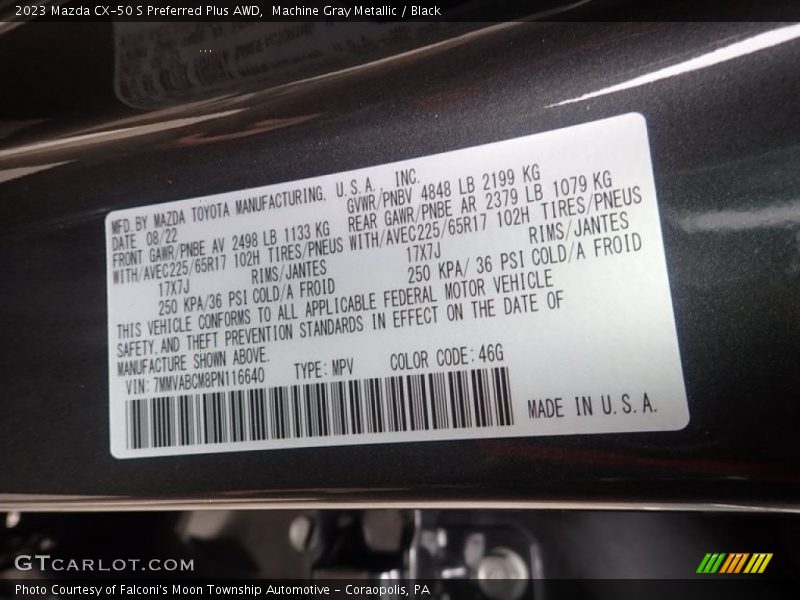 2023 Mazda CX-50 S Preferred Plus AWD,  Machine Gray Metallic / Black
MFD. BY MAZDA TOYOTA MANUFACTURING, U.S.A. INC.
DATE 08/22 GVWR/PNBV 4848 LB 2199 KG
FRONT GAWR/PNBE AV 2498 LB 1133 KG REAR GAWR/PNBE AR 2379 LB 1079 KG
WITH/AVEC225/65R17 102H TIRES/PNEUS WITH/AVEC225/65R17 102H TIRES/PNEUS
17X7J RIMS/JANTES 17X7J RIMS/JANTES
250 KPA/36 PSI COLD/A FROID 250 KPA/ 36 PSI COLD/A FROID
THIS VEHICLE CONFORMS TO ALL APPLICABLE FEDERAL MOTOR VEHICLE
SAFETY,AND THEFT PREVENTION STANDARDS IN EFFECT ON THE DATE OF
MANUFACTURE SHOWN ABOVE.
VIN: 7MMVABCM8PN116640 TYPE: MPV COLOR CODE: 46G
MADE IN U.S.A.
GTCARLOT.COM
Photo Courtesy of Falconi's Moon Township Automotive - Coraopolis, PA